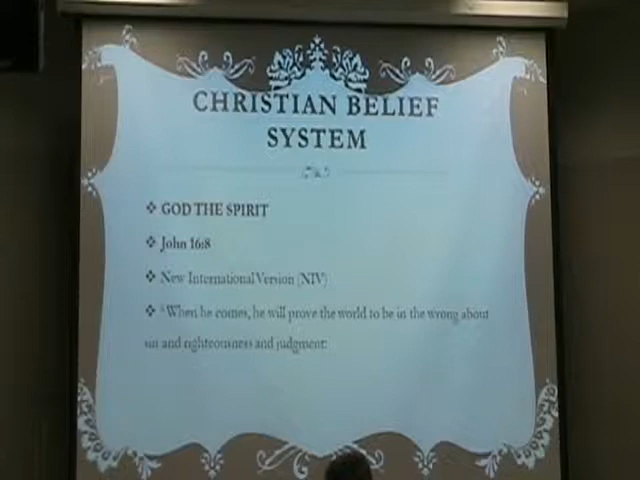 CHRISTIAN BELIEF
SYSTEM
❖ GOD THE SPIRIT
❖ John 16:8
❖ New International Version (NIV)
❖ ⁸ When he comes, he will prove the world to be in the wrong about
sin and righteousness and judgment: